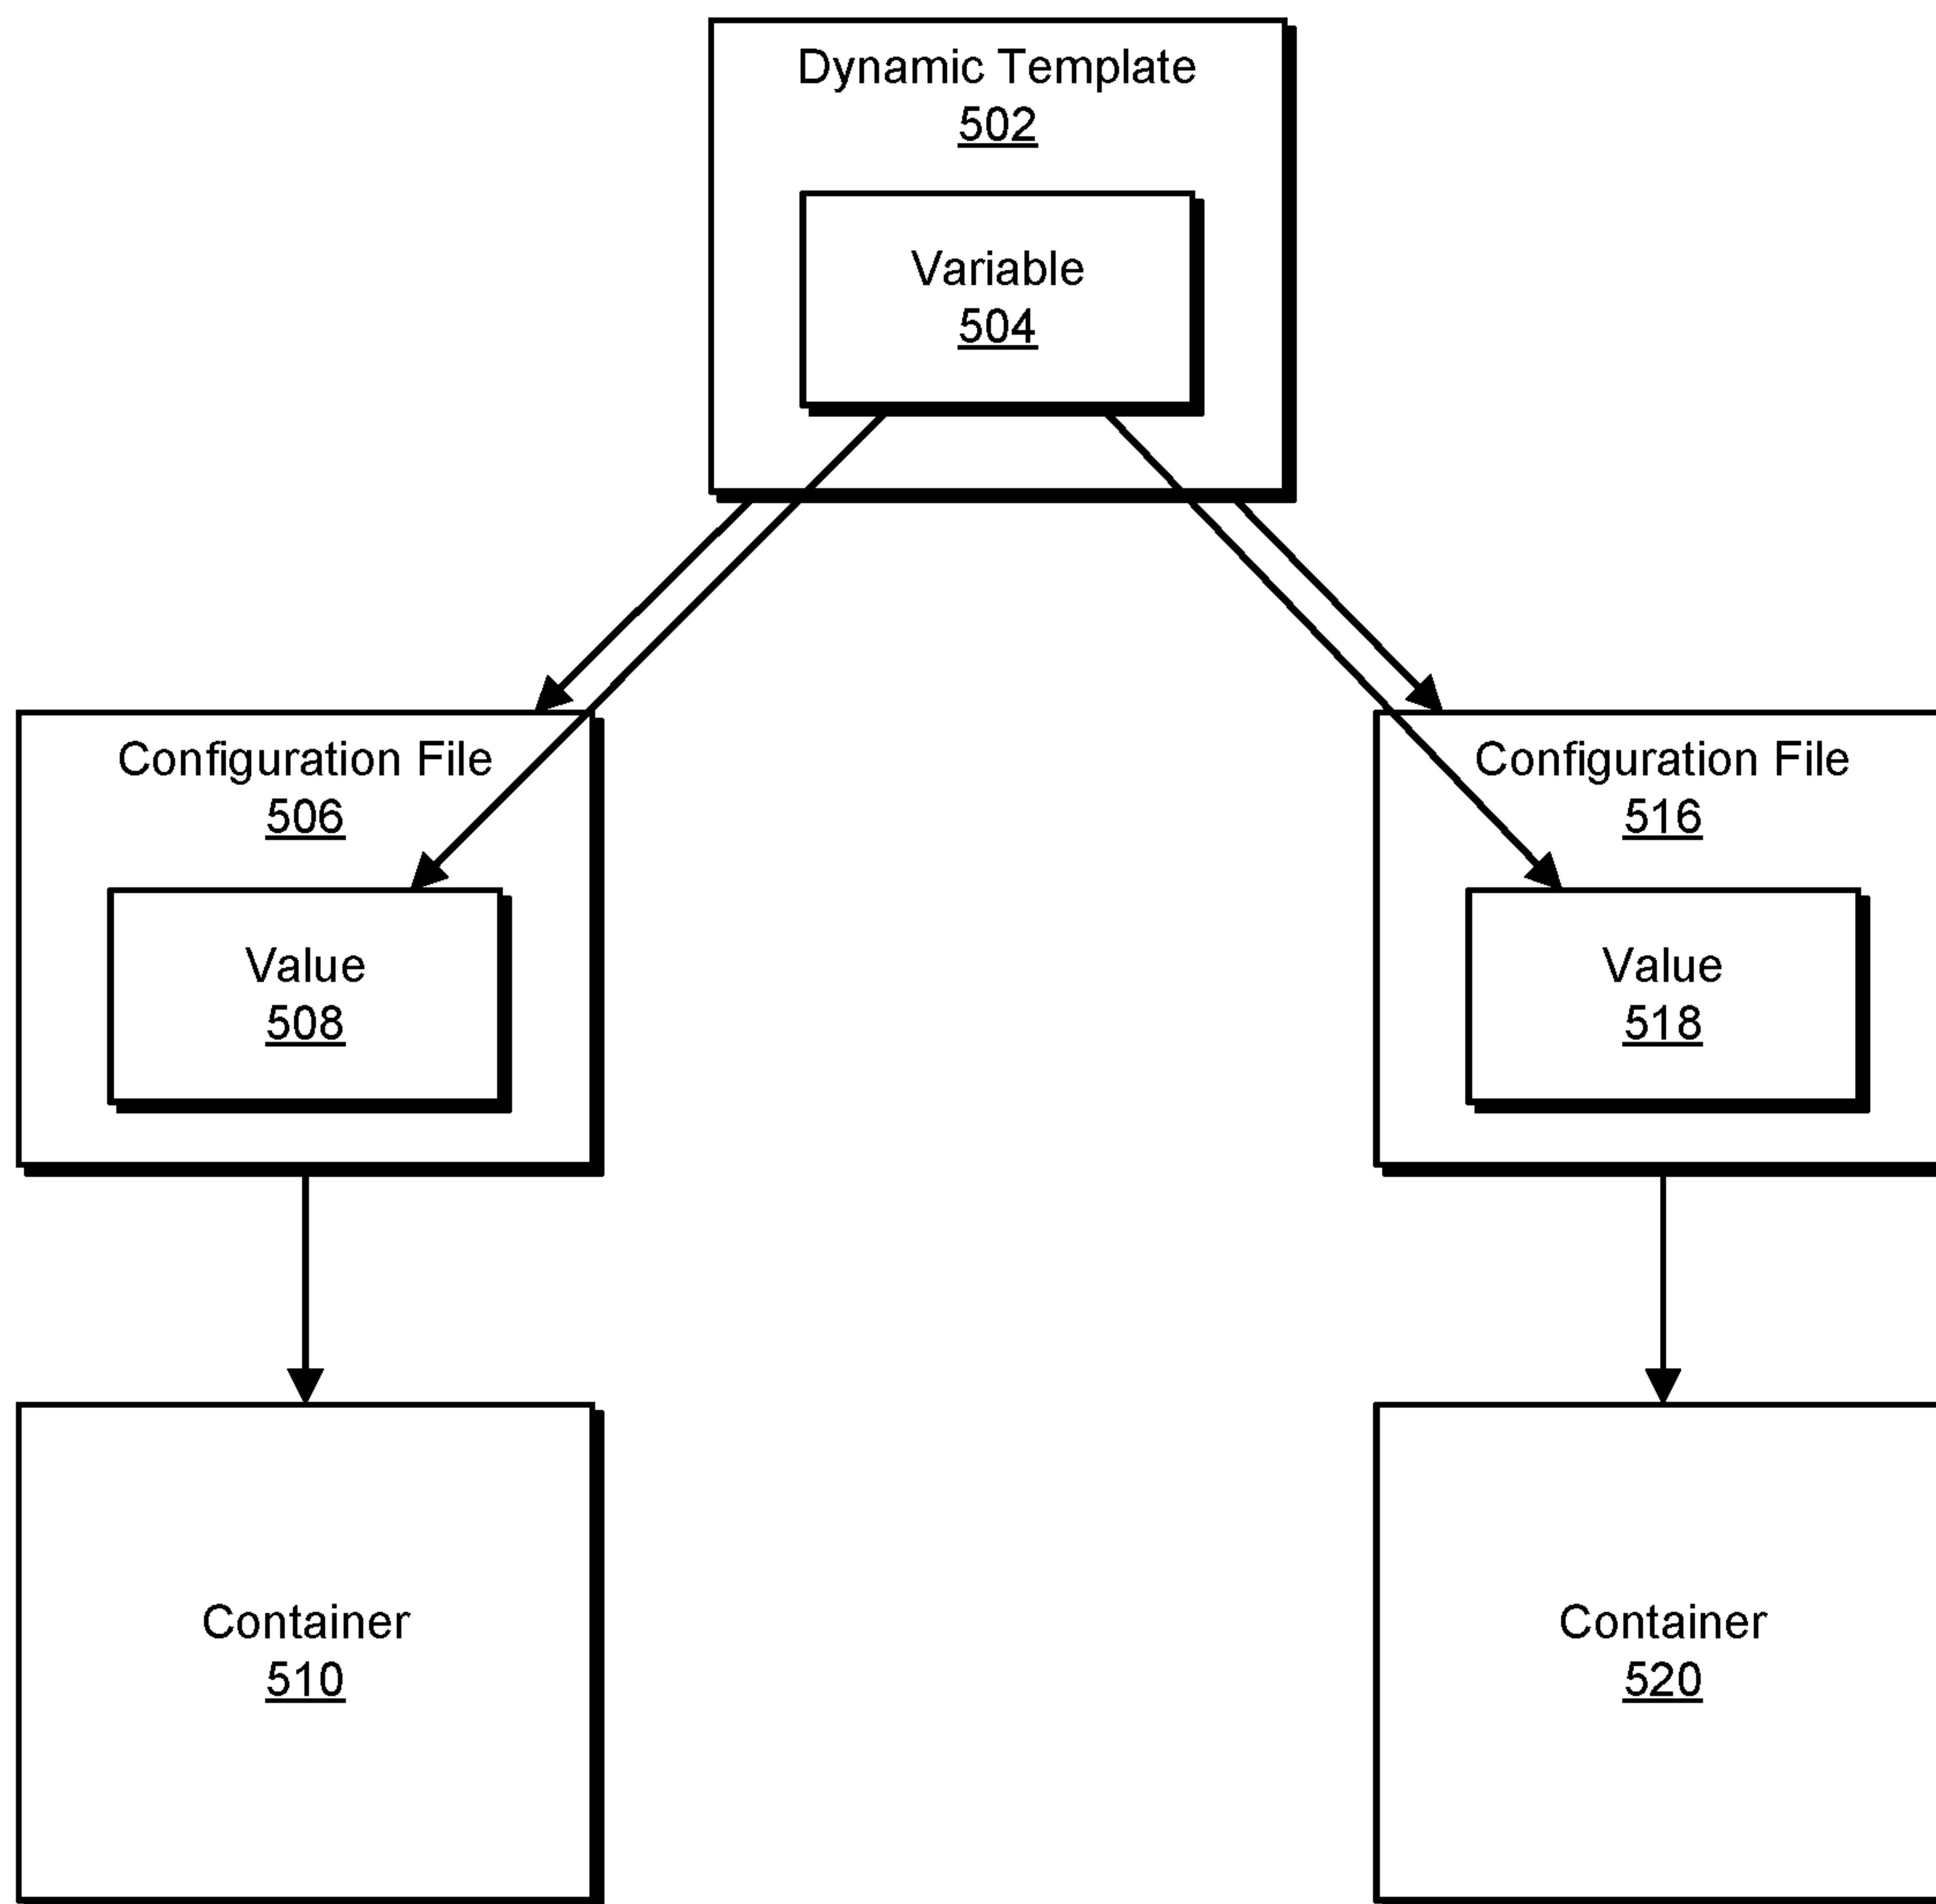 Dynamic Template
502
Variable
504
Configuration File
506
Value
508
Configuration File
516
Value
518
Container
510
Container
520